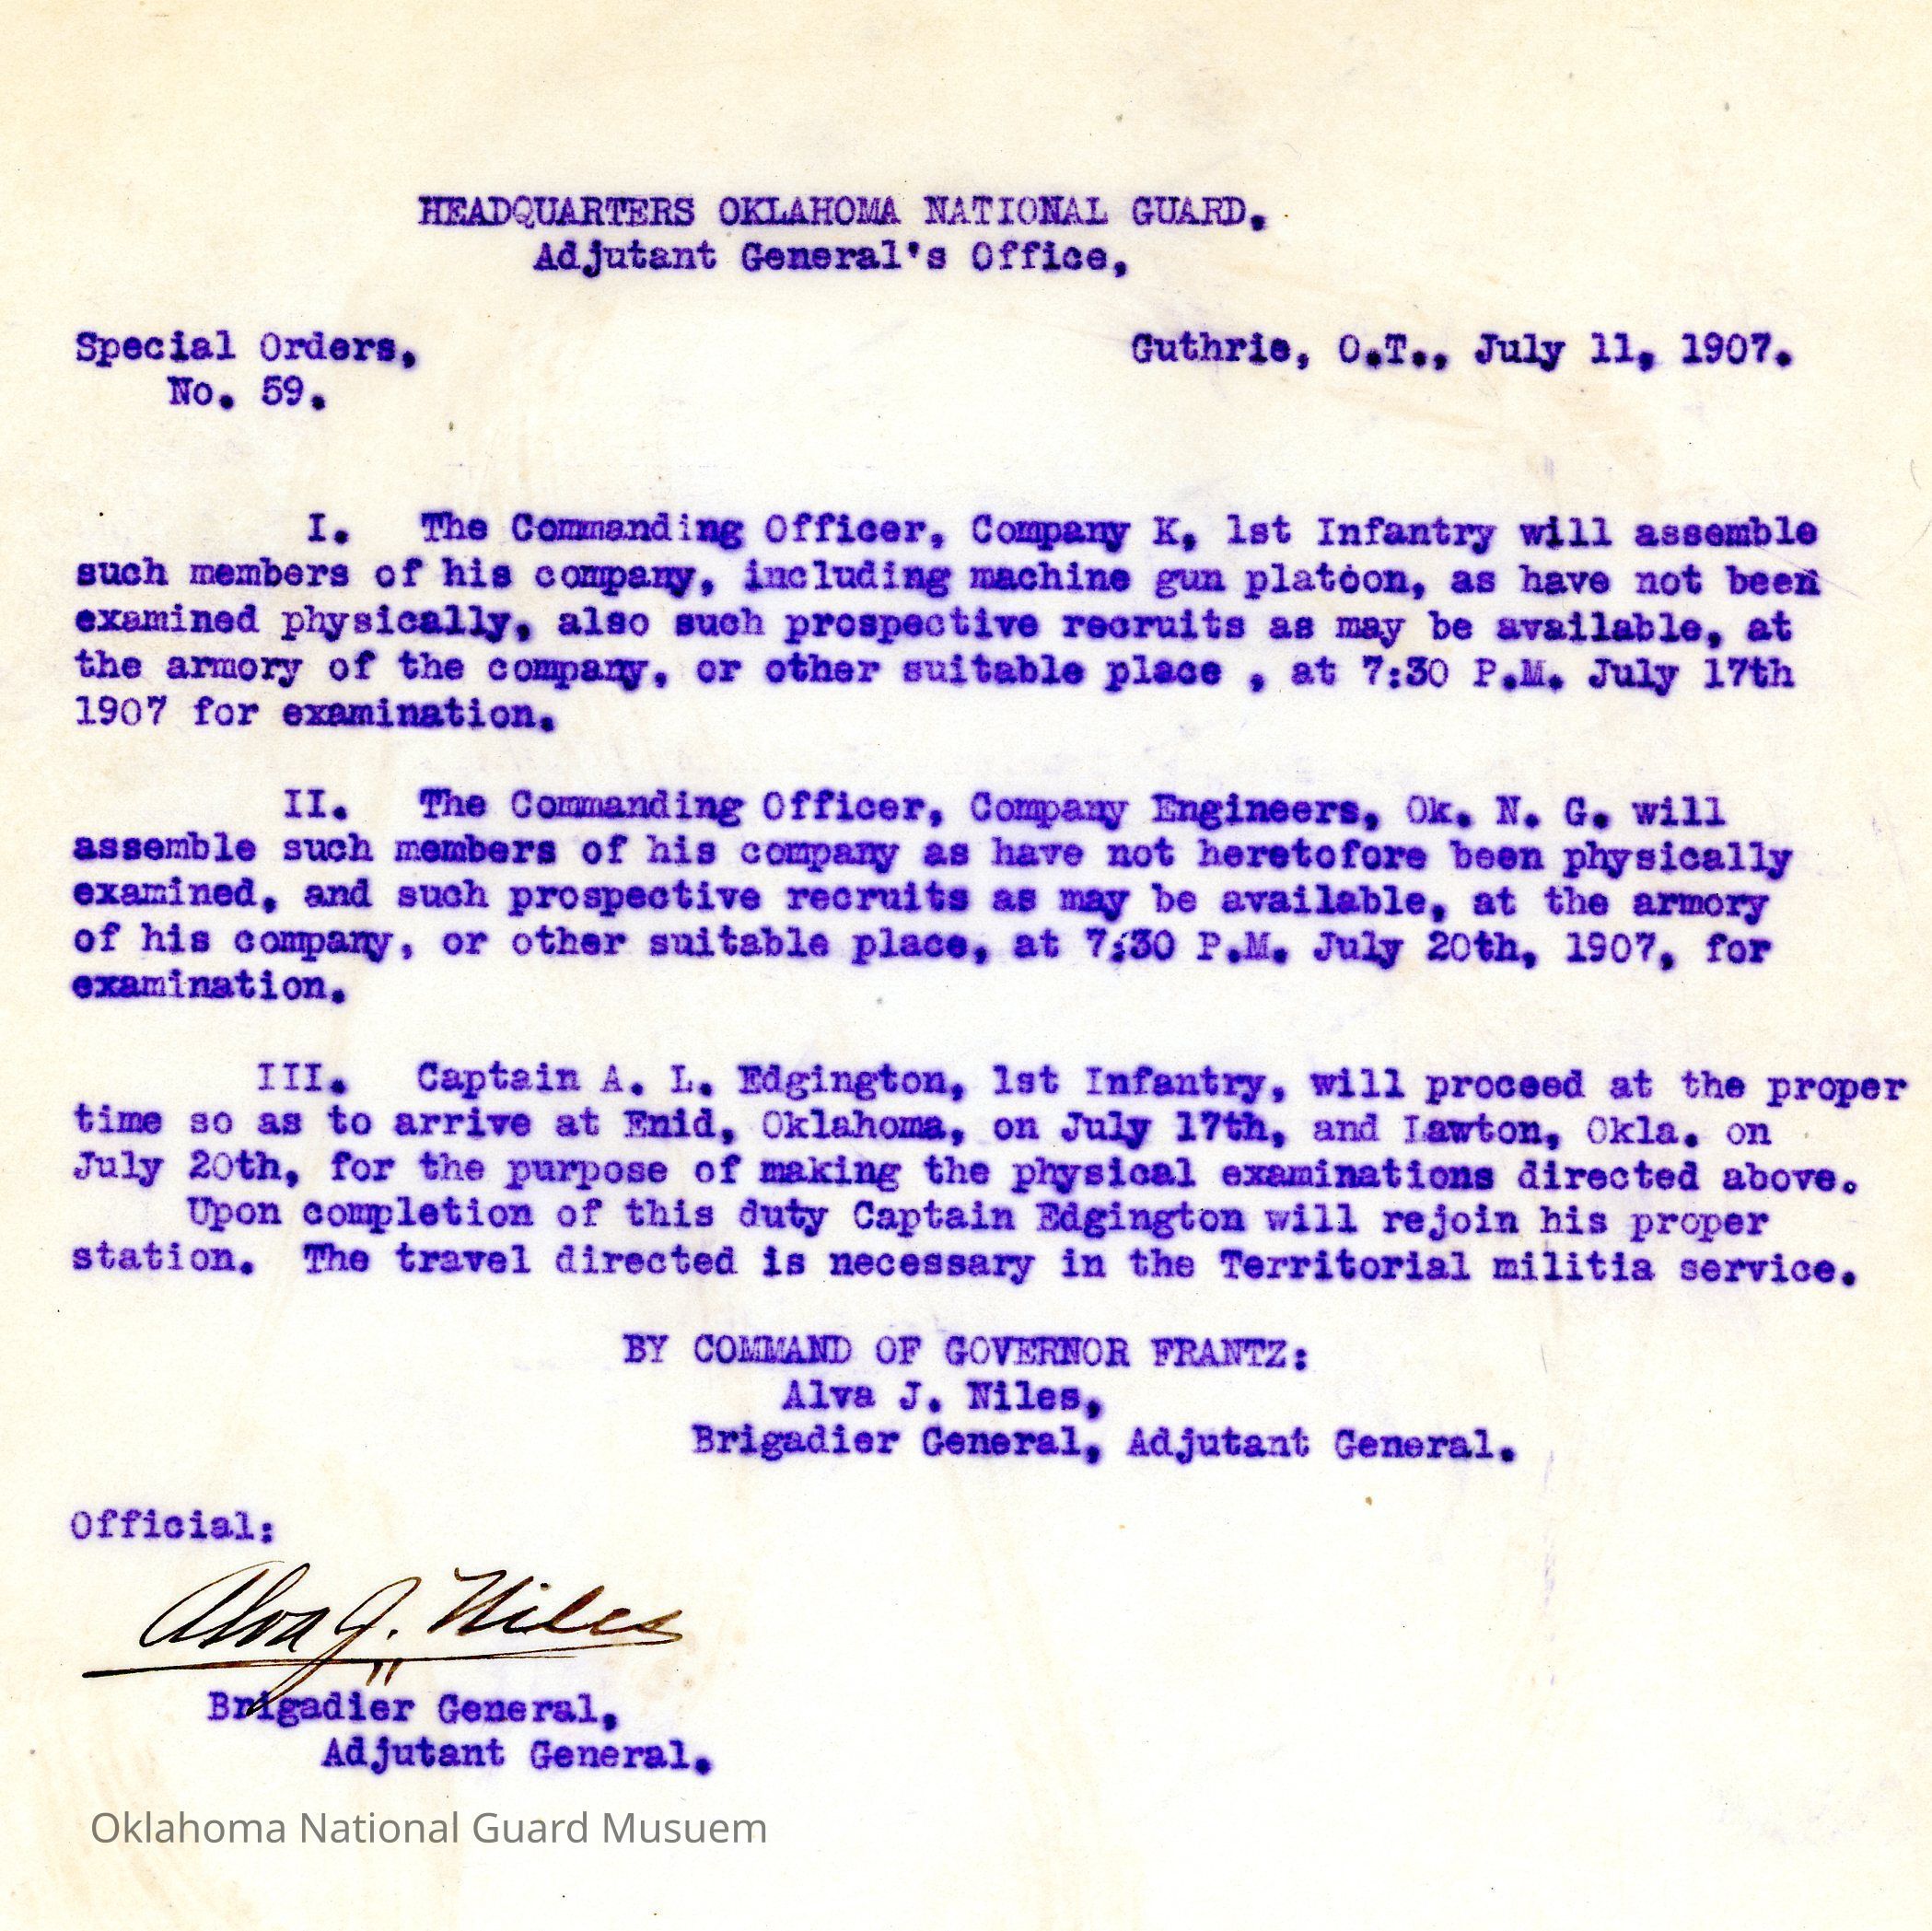 HEADQUARTERS OKLAHOMA NATIONAL GUARD,
Adjutant General's Office,
Special Orders,
No. 59.
Guthrie, O.T., July 11, 1907.
I. The Commanding Officer, Company K, 1st Infantry will assemble
such members of his company, including machine gun platoon, as have not been
examined physically, also such prospective recruits as may be available, at
the armory of the company, or other suitable place , at 7:30 P.M. July 17th
1907 for examination.
II. The Commanding Officer, Company Engineers, Ok. N. G. will
assemble such members of his company as have not heretofore been physically
examined, and such prospective recruits as may be available, at the armory
of his company, or other suitable place, at 7:30 P.M. July 20th, 1907, for
examination.
III. Captain A. L. Edgington, 1st Infantry, will proceed at the proper
time so as to arrive at Enid, Oklahoma, on July 17th, and Lawton, Okla. on
July 20th, for the purpose of making the physical examinations directed above.
Upon completion of this duty Captain Edgington will rejoin his proper
station. The travel directed is necessary in the Territorial militia service.
BY COMMAND OF GOVERNOR FRANTZ:
Alva J. Niles,
Brigadier General, Adjutant General.
Official:
Alva J. Niles
Brigadier General,
Adjutant General.
Oklahoma National Guard Musuem